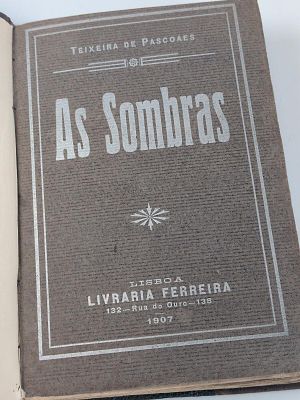 TEIXEIRA DE PASCOAES
As Sombras
LISBOA
LIVRARIA FERREIRA
132—Rua do Ouro—138
1907